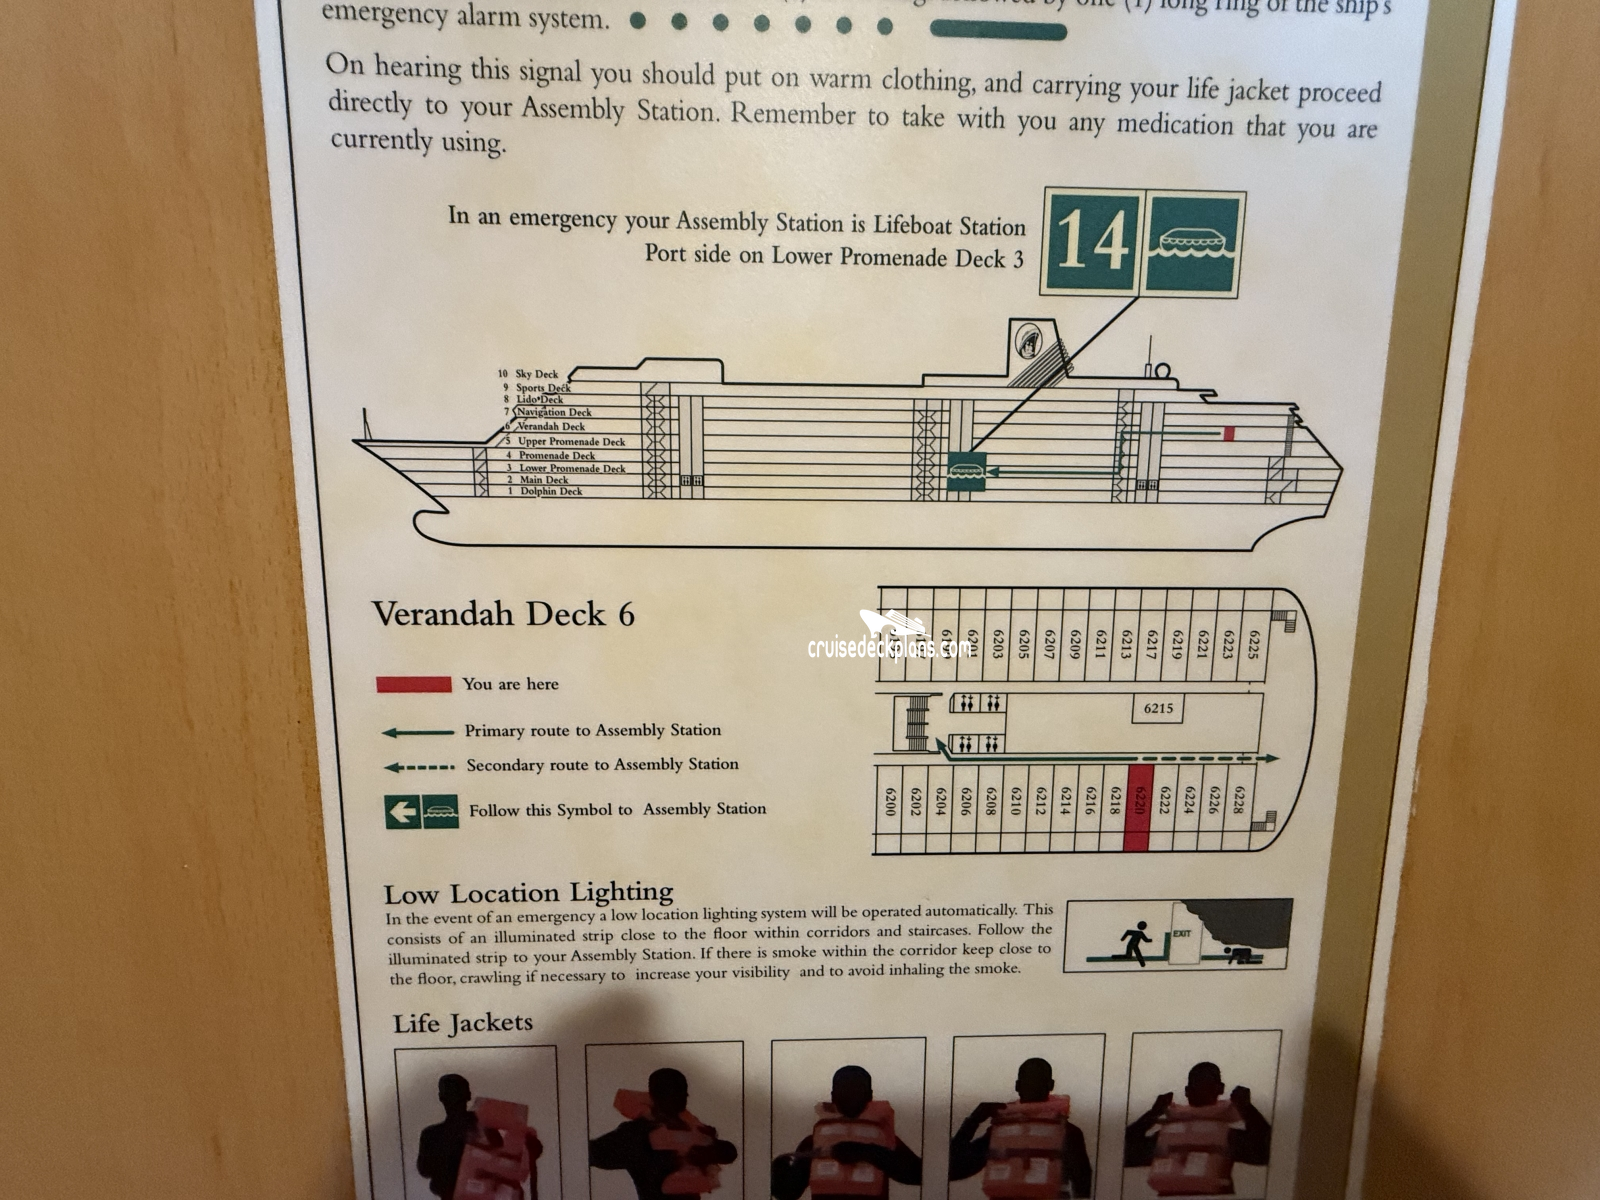 by one (1) long ring of the ship's
emergency alarm system.
On hearing this signal you should put on warm clothing, and carrying your life jacket proceed
directly to your Assembly Station. Remember to take with you any medication that you are
currently using.
In an emergency your Assembly Station is Lifeboat Station
Port side on Lower Promenade Deck 3
14
10 Sky Deck
9 Sports Deck
8 Lido Deck
7 Navigation Deck
6 Verandah Deck
5 Upper Promenade Deck
4 Promenade Deck
3 Lower Promenade Deck
2 Main Deck
1 Dolphin Deck
Verandah Deck 6
You are here
Primary route to Assembly Station
Secondary route to Assembly Station
Follow this Symbol to Assembly Station
cruisedeckplans.com
6201 6203 6205 6207 6209 6211 6213 6217 6219 6221 6223 6225
6215
6200 6202 6204 6206 6208 6210 6212 6214 6216 6218 6220 6222 6224 6226 6228
Low Location Lighting
In the event of an emergency a low location lighting system will be operated automatically. This
consists of an illuminated strip close to the floor within corridors and staircases. Follow the
illuminated strip to your Assembly Station. If there is smoke within the corridor keep close to
the floor, crawling if necessary to increase your visibility and to avoid inhaling the smoke.
EXIT
Life Jackets